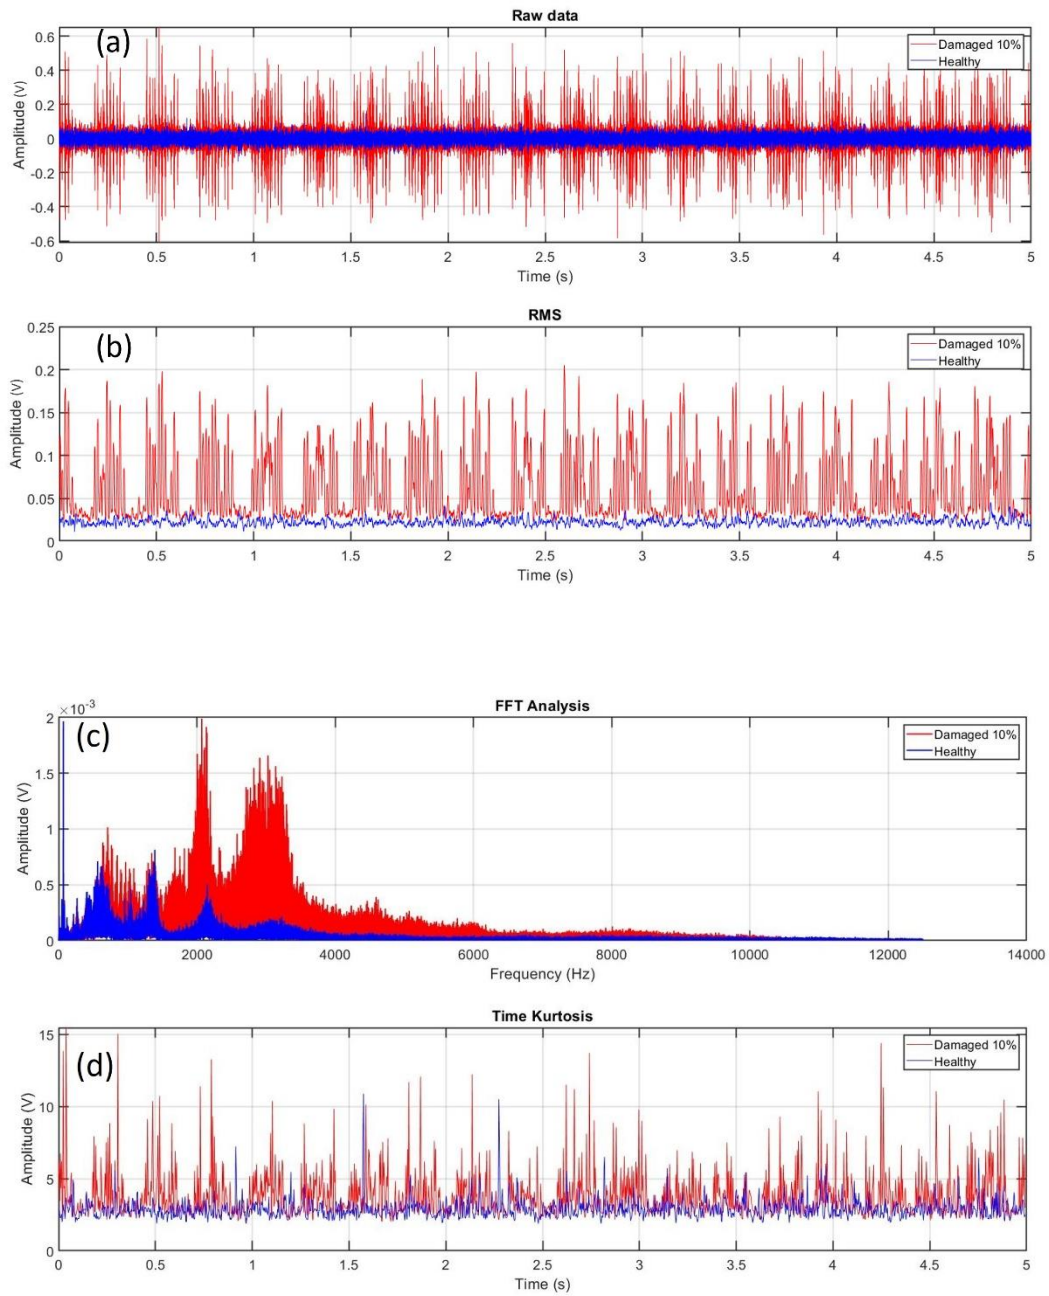 Raw data
(a)
Damaged 10%
Healthy
0.6
0.4
0.2
0
-0.2
-0.4
-0.6
Amplitude (V)
0 0.5 1 1.5 2 2.5 3 3.5 4 4.5 5
Time (s)
RMS
(b)
Damaged 10%
Healthy
0.25
0.2
0.15
0.1
0.05
0
Amplitude (V)
0 0.5 1 1.5 2 2.5 3 3.5 4 4.5 5
Time (s)
FFT Analysis
×10⁻³
(c)
Damaged 10%
Healthy
2
1.5
1
0.5
0
Amplitude (V)
0 2000 4000 6000 8000 10000 12000 14000
Frequency (Hz)
Time Kurtosis
(d)
Damaged 10%
Healthy
15
10
5
0
Amplitude (V)
0 0.5 1 1.5 2 2.5 3 3.5 4 4.5 5
Time (s)